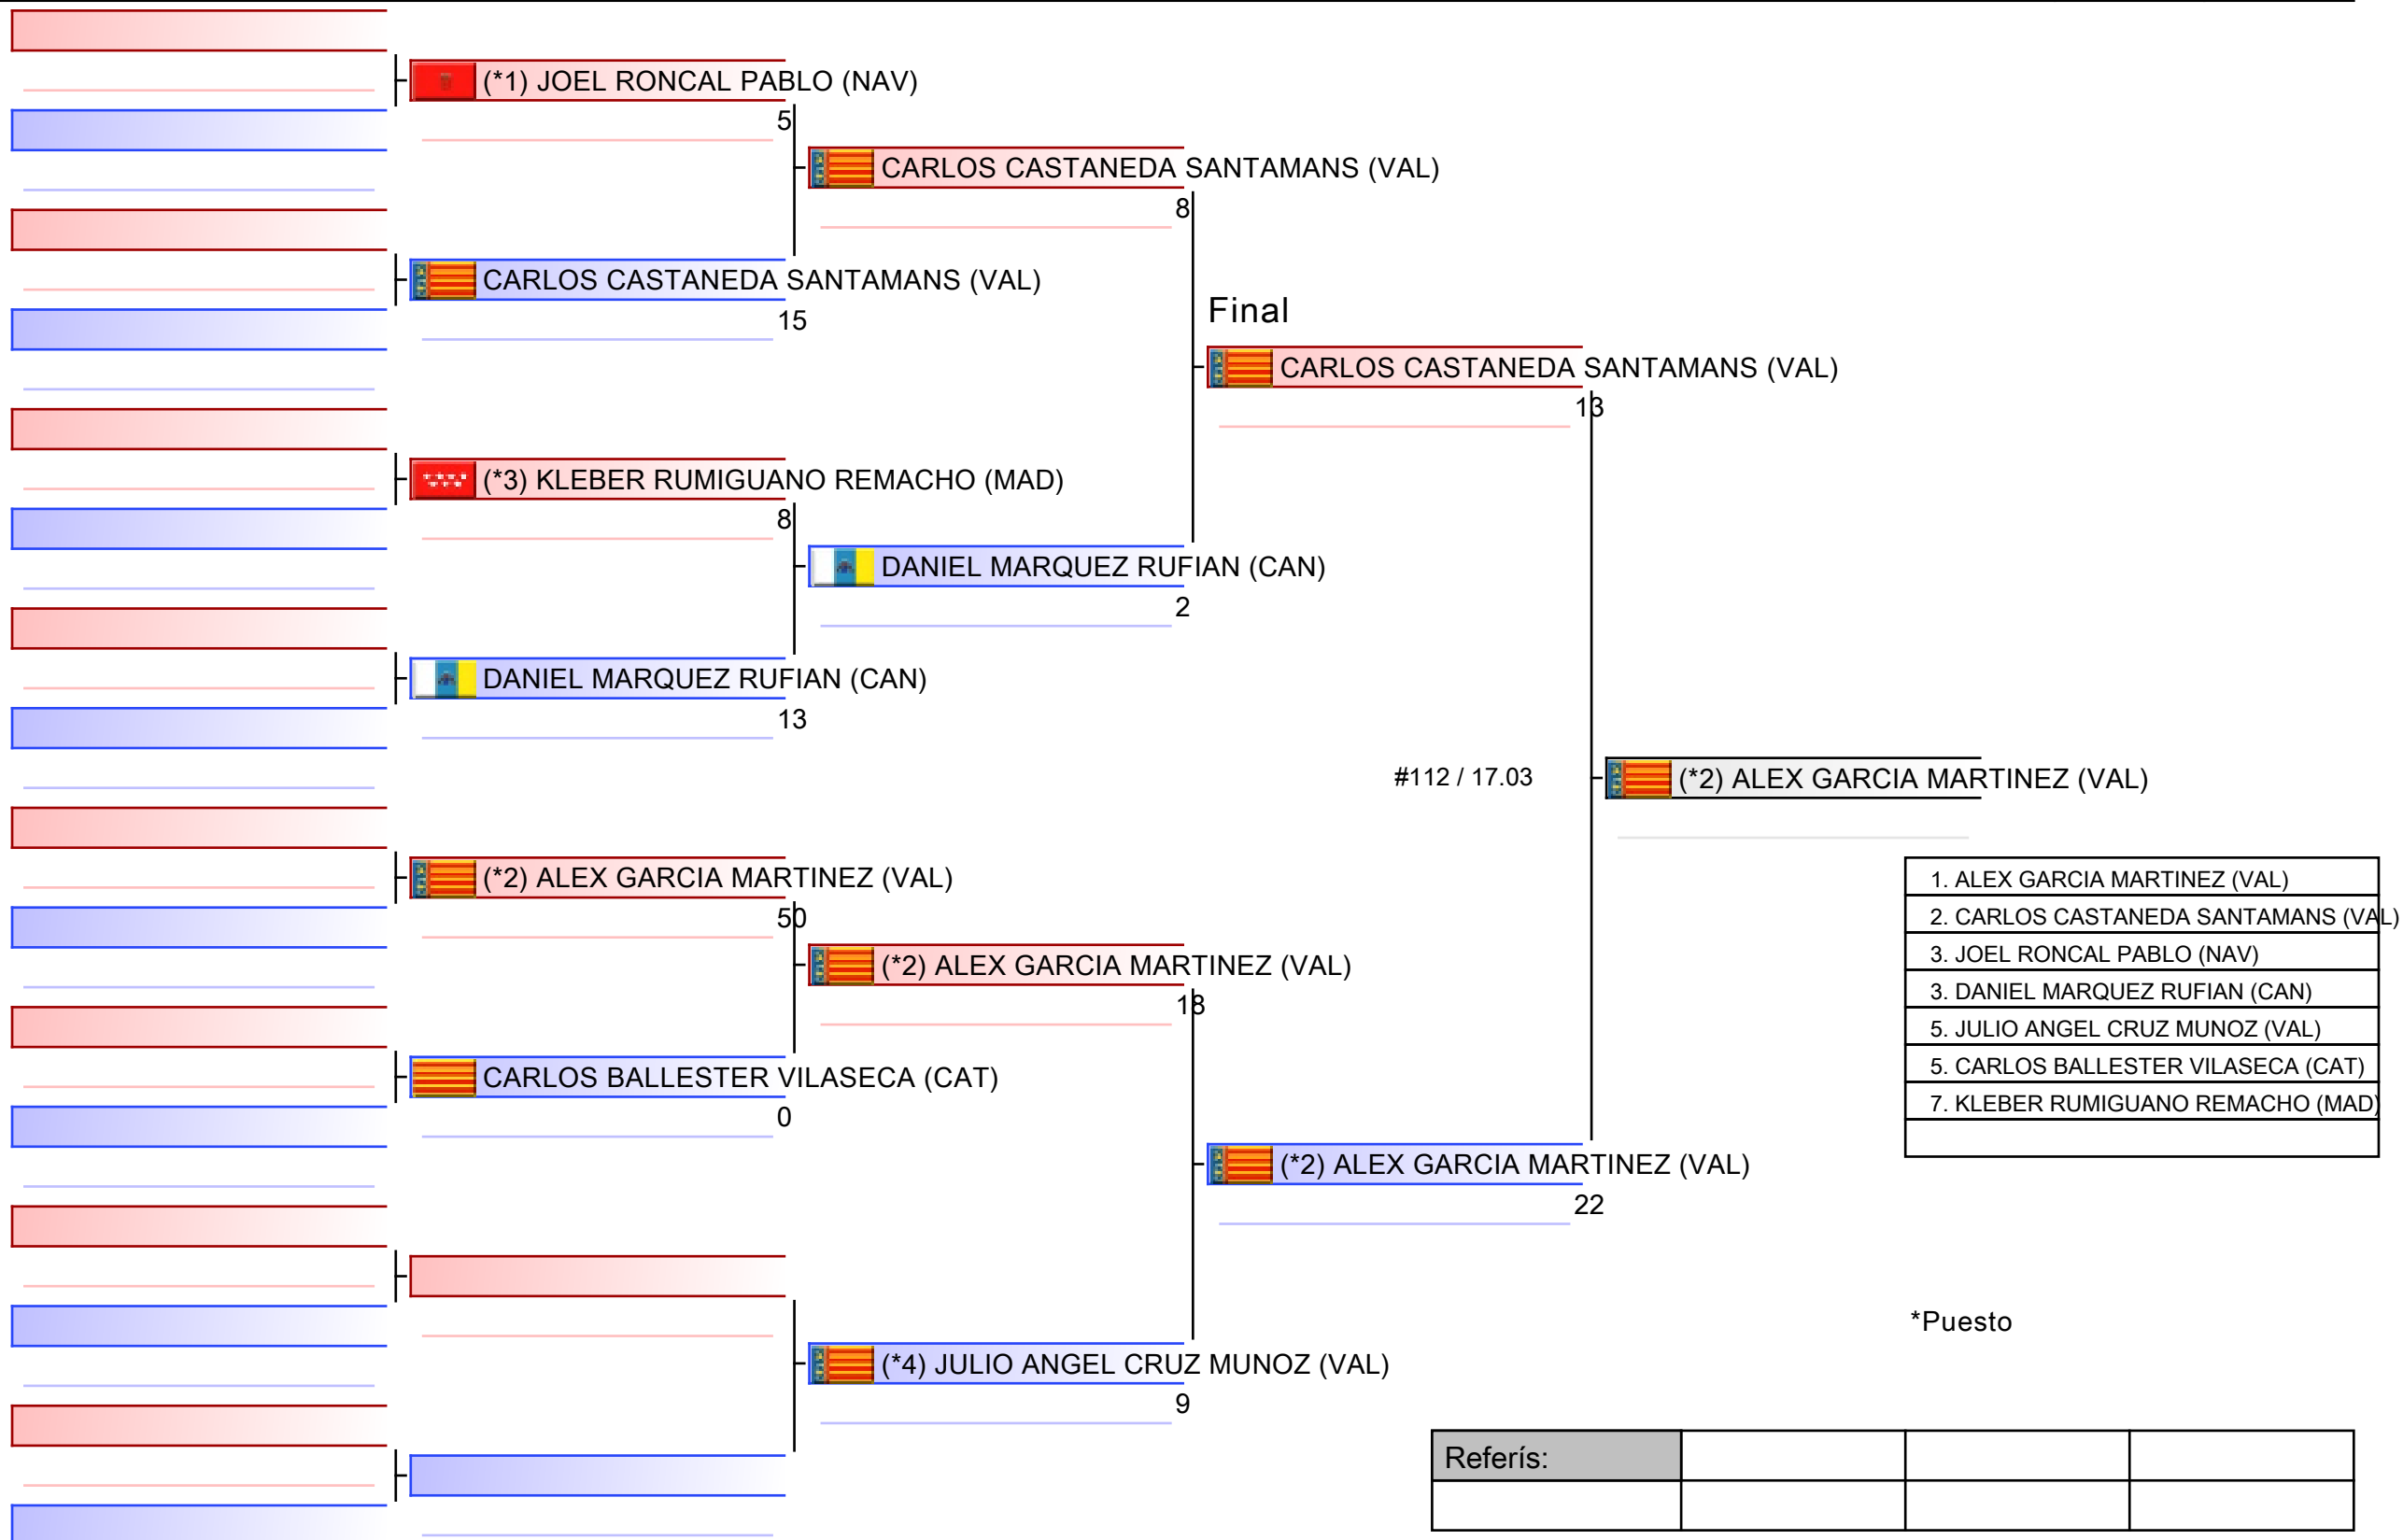 (*1) JOEL RONCAL PABLO (NAV)
5
CARLOS CASTANEDA SANTAMANS (VAL)
8
CARLOS CASTANEDA SANTAMANS (VAL)
15
Final
CARLOS CASTANEDA SANTAMANS (VAL)
13
(*3) KLEBER RUMIGUANO REMACHO (MAD)
8
DANIEL MARQUEZ RUFIAN (CAN)
2
DANIEL MARQUEZ RUFIAN (CAN)
13
#112 / 17.03
(*2) ALEX GARCIA MARTINEZ (VAL)
(*2) ALEX GARCIA MARTINEZ (VAL)
50
(*2) ALEX GARCIA MARTINEZ (VAL)
18
CARLOS BALLESTER VILASECA (CAT)
0
(*2) ALEX GARCIA MARTINEZ (VAL)
22
(*4) JULIO ANGEL CRUZ MUNOZ (VAL)
9
1. ALEX GARCIA MARTINEZ (VAL)
2. CARLOS CASTANEDA SANTAMANS (VAL)
3. JOEL RONCAL PABLO (NAV)
3. DANIEL MARQUEZ RUFIAN (CAN)
5. JULIO ANGEL CRUZ MUNOZ (VAL)
5. CARLOS BALLESTER VILASECA (CAT)
7. KLEBER RUMIGUANO REMACHO (MAD)
*Puesto
Referís: